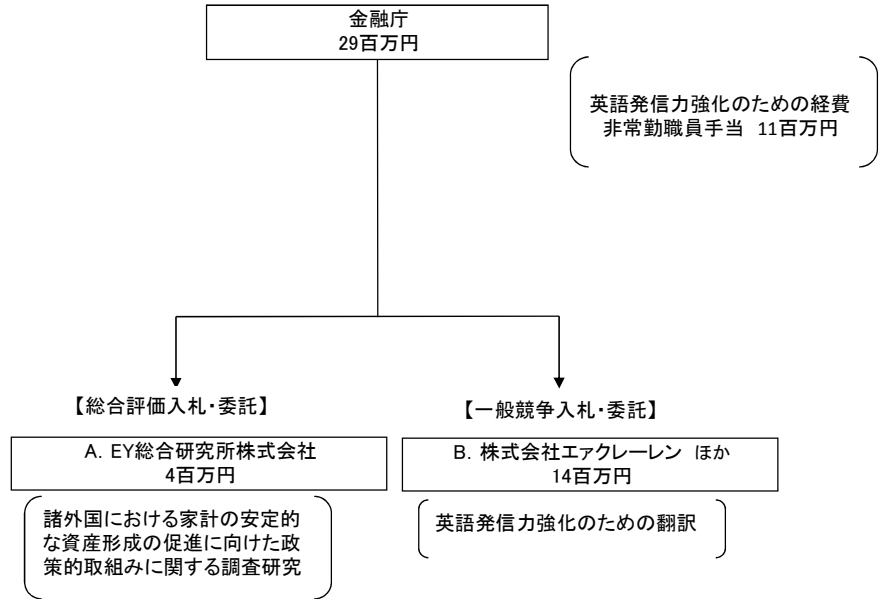 金融庁
29百万円
英語発信力強化のための経費
非常勤職員手当 11百万円
【総合評価入札・委託】
【一般競争入札・委託】
A. EY総合研究所株式会社
4百万円
B. 株式会社エァクレーレン ほか
14百万円
諸外国における家計の安定的
な資産形成の促進に向けた政
策的取組みに関する調査研究
英語発信力強化のための翻訳